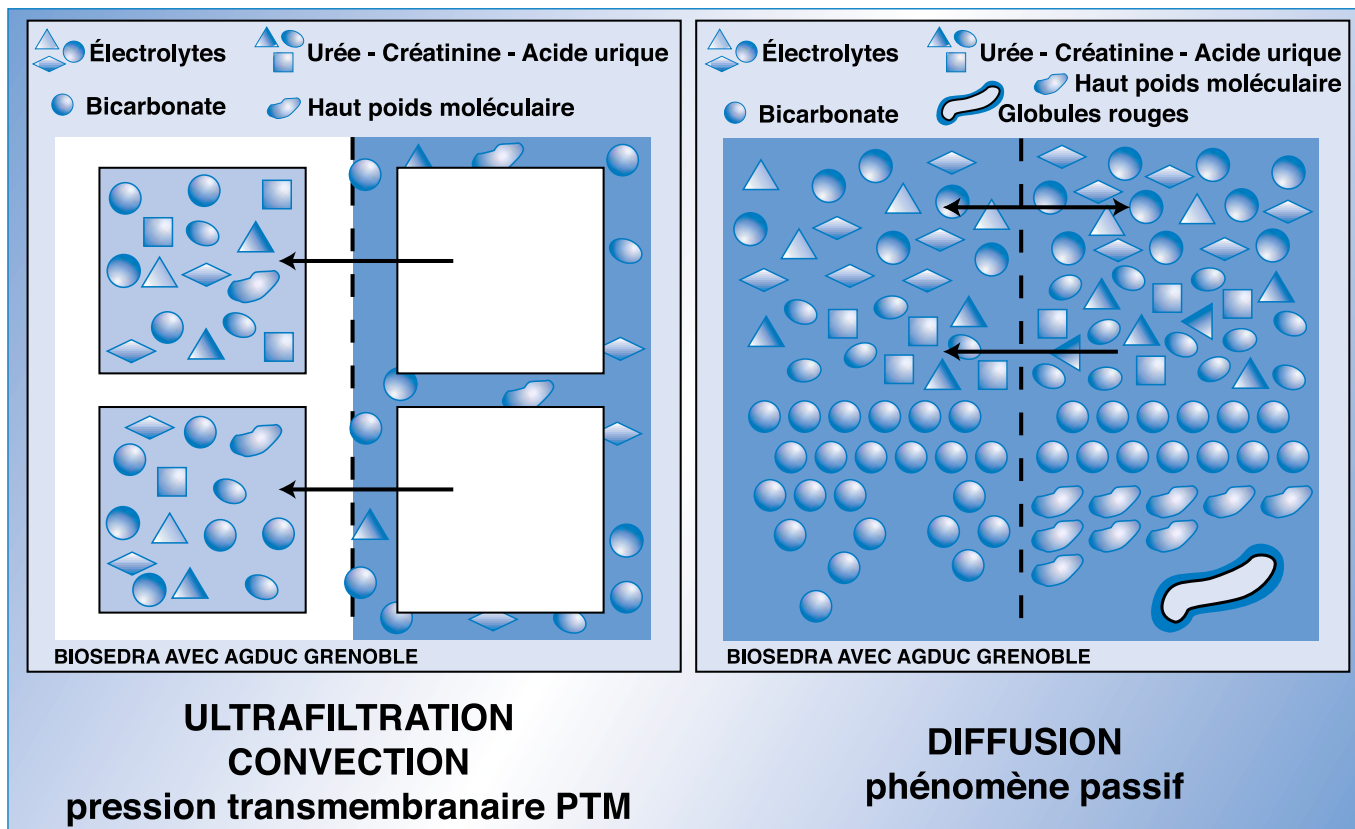 Électrolytes
Urée - Créatinine - Acide urique
Bicarbonate
Haut poids moléculaire
BIOSEDRA AVEC AGDUC GRENOBLE
ULTRAFILTRATION
CONVECTION
pression transmembranaire PTM
Électrolytes
Urée - Créatinine - Acide urique
Haut poids moléculaire
Bicarbonate
Globules rouges
BIOSEDRA AVEC AGDUC GRENOBLE
DIFFUSION
phénomène passif